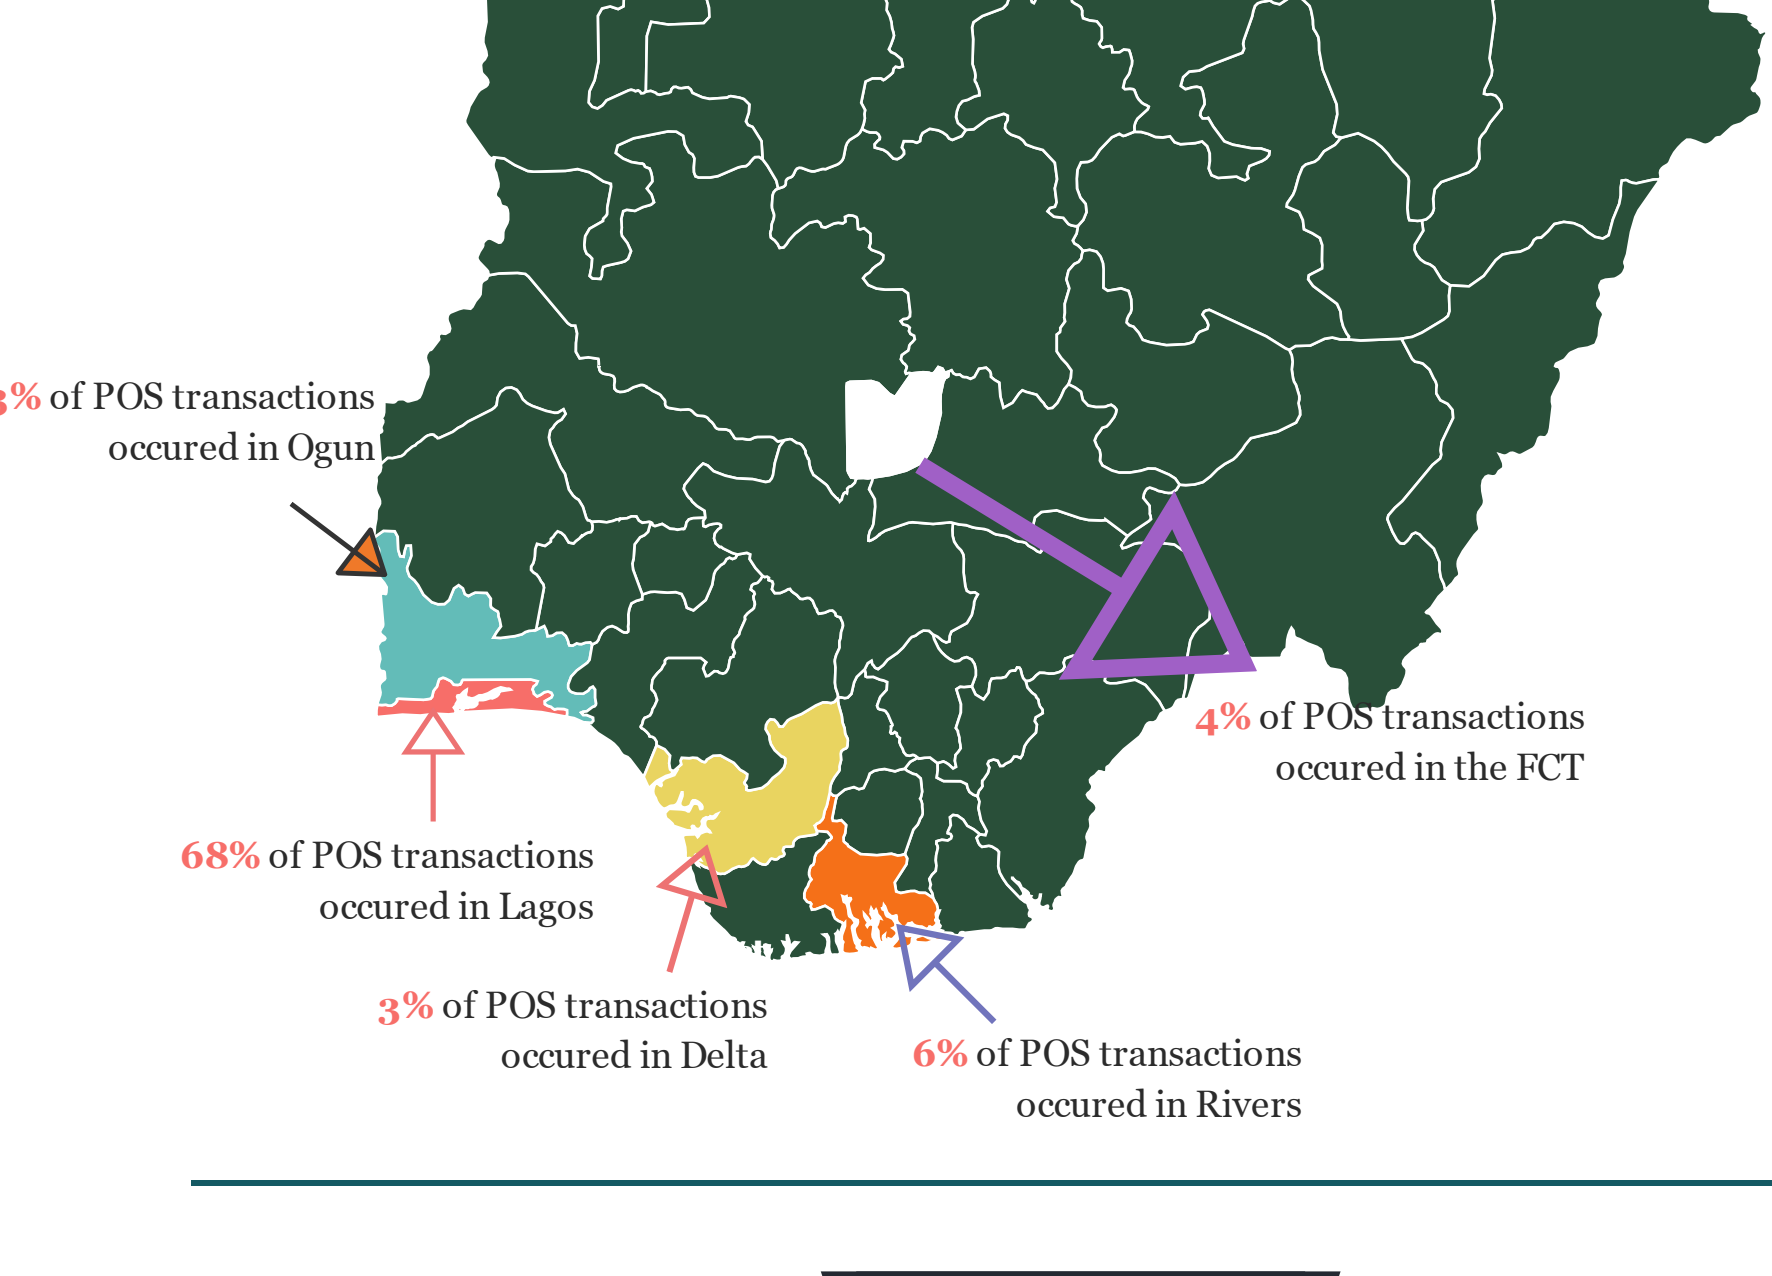 3% of POS transactions
occured in Ogun
4% of POS transactions
occured in the FCT
68% of POS transactions
occured in Lagos
3% of POS transactions
occured in Delta
6% of POS transactions
occured in Rivers